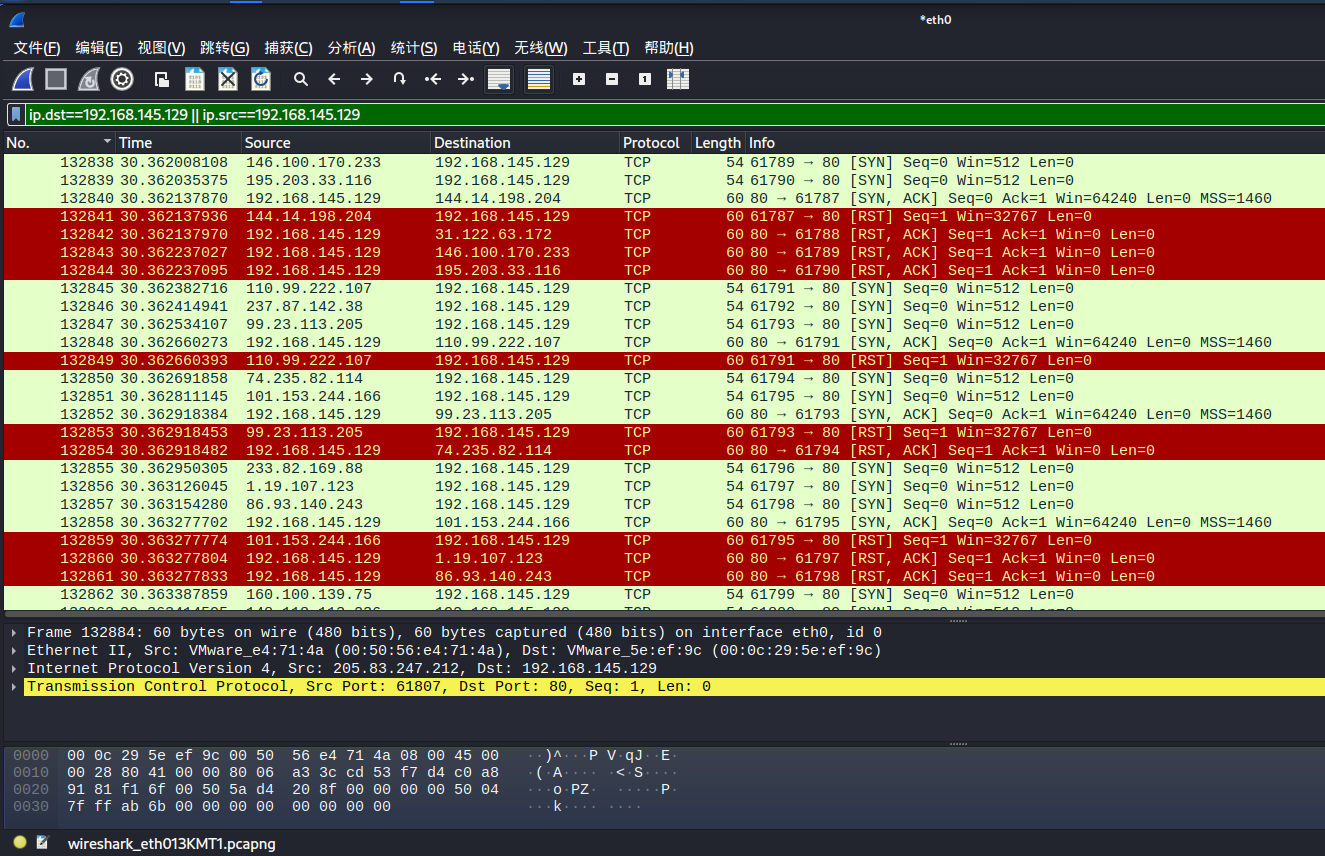 *eth0
文件(F) 编辑(E) 视图(V) 跳转(G) 捕获(C) 分析(A) 统计(S) 电话(Y) 无线(W) 工具(T) 帮助(H)
ip.dst==192.168.145.129 || ip.src==192.168.145.129
No. Time Source Destination Protocol Length Info
132838 30.362008108 146.100.170.233 192.168.145.129 TCP 54 61789 → 80 [SYN] Seq=0 Win=512 Len=0
132839 30.362035375 195.203.33.116 192.168.145.129 TCP 54 61790 → 80 [SYN] Seq=0 Win=512 Len=0
132840 30.362137870 192.168.145.129 144.14.198.204 TCP 60 80 → 61787 [SYN, ACK] Seq=0 Ack=1 Win=64240 Len=0 MSS=1460
132841 30.362137936 144.14.198.204 192.168.145.129 TCP 60 61787 → 80 [RST] Seq=1 Win=32767 Len=0
132842 30.362137970 192.168.145.129 31.122.63.172 TCP 60 80 → 61788 [RST, ACK] Seq=1 Ack=1 Win=0 Len=0
132843 30.362237027 192.168.145.129 146.100.170.233 TCP 60 80 → 61789 [RST, ACK] Seq=1 Ack=1 Win=0 Len=0
132844 30.362237095 192.168.145.129 195.203.33.116 TCP 60 80 → 61790 [RST, ACK] Seq=1 Ack=1 Win=0 Len=0
132845 30.362382716 110.99.222.107 192.168.145.129 TCP 54 61791 → 80 [SYN] Seq=0 Win=512 Len=0
132846 30.362414941 237.87.142.38 192.168.145.129 TCP 54 61792 → 80 [SYN] Seq=0 Win=512 Len=0
132847 30.362534107 99.23.113.205 192.168.145.129 TCP 54 61793 → 80 [SYN] Seq=0 Win=512 Len=0
132848 30.362660273 192.168.145.129 110.99.222.107 TCP 60 80 → 61791 [SYN, ACK] Seq=0 Ack=1 Win=64240 Len=0 MSS=1460
132849 30.362660393 110.99.222.107 192.168.145.129 TCP 60 61791 → 80 [RST] Seq=1 Win=32767 Len=0
132850 30.362691858 74.235.82.114 192.168.145.129 TCP 54 61794 → 80 [SYN] Seq=0 Win=512 Len=0
132851 30.362811145 101.153.244.166 192.168.145.129 TCP 54 61795 → 80 [SYN] Seq=0 Win=512 Len=0
132852 30.362918384 192.168.145.129 99.23.113.205 TCP 60 80 → 61793 [SYN, ACK] Seq=0 Ack=1 Win=64240 Len=0 MSS=1460
132853 30.362918453 99.23.113.205 192.168.145.129 TCP 60 61793 → 80 [RST] Seq=1 Win=32767 Len=0
132854 30.362918482 192.168.145.129 74.235.82.114 TCP 60 80 → 61794 [RST, ACK] Seq=1 Ack=1 Win=0 Len=0
132855 30.362950305 233.82.169.88 192.168.145.129 TCP 54 61796 → 80 [SYN] Seq=0 Win=512 Len=0
132856 30.363126045 1.19.107.123 192.168.145.129 TCP 54 61797 → 80 [SYN] Seq=0 Win=512 Len=0
132857 30.363154280 86.93.140.243 192.168.145.129 TCP 54 61798 → 80 [SYN] Seq=0 Win=512 Len=0
132858 30.363277702 192.168.145.129 101.153.244.166 TCP 60 80 → 61795 [SYN, ACK] Seq=0 Ack=1 Win=64240 Len=0 MSS=1460
132859 30.363277774 101.153.244.166 192.168.145.129 TCP 60 61795 → 80 [RST] Seq=1 Win=32767 Len=0
132860 30.363277804 192.168.145.129 1.19.107.123 TCP 60 80 → 61797 [RST, ACK] Seq=1 Ack=1 Win=0 Len=0
132861 30.363277833 192.168.145.129 86.93.140.243 TCP 60 80 → 61798 [RST, ACK] Seq=1 Ack=1 Win=0 Len=0
132862 30.363387859 160.100.139.75 192.168.145.129 TCP 54 61799 → 80 [SYN] Seq=0 Win=512 Len=0
Frame 132884: 60 bytes on wire (480 bits), 60 bytes captured (480 bits) on interface eth0, id 0
Ethernet II, Src: VMware_e4:71:4a (00:50:56:e4:71:4a), Dst: VMware_5e:ef:9c (00:0c:29:5e:ef:9c)
Internet Protocol Version 4, Src: 205.83.247.212, Dst: 192.168.145.129
Transmission Control Protocol, Src Port: 61807, Dst Port: 80, Seq: 1, Len: 0
0000 00 0c 29 5e ef 9c 00 50 56 e4 71 4a 08 00 45 00 ··)^···P V·qJ··E·
0010 00 28 80 41 00 00 80 06 a3 3c cd 53 f7 d4 c0 a8 ·(·A···· ·<·S····
0020 91 81 f1 6f 00 50 5a d4 20 8f 00 00 00 00 50 04 ···o·PZ· ·····P·
0030 7f ff ab 6b 00 00 00 00 00 00 00 00 ···k···· ····
wireshark_eth013KMT1.pcapng